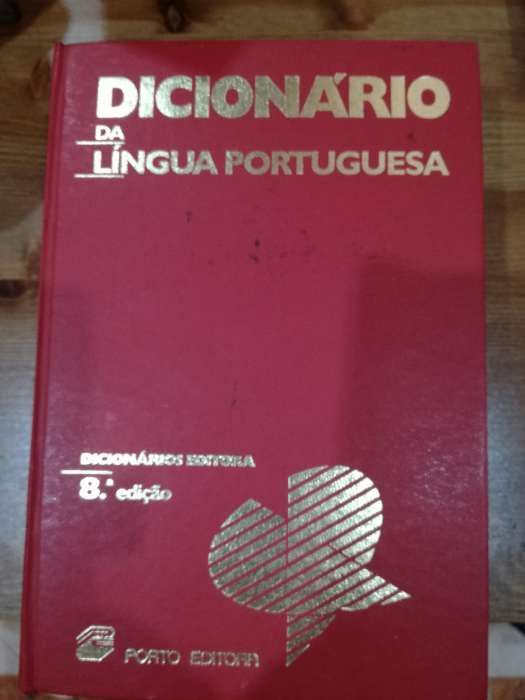 DICIONÁRIO
DA
LÍNGUA PORTUGUESA
DICIONÁRIOS EDITORA
8.ª edição
PORTO EDITORA